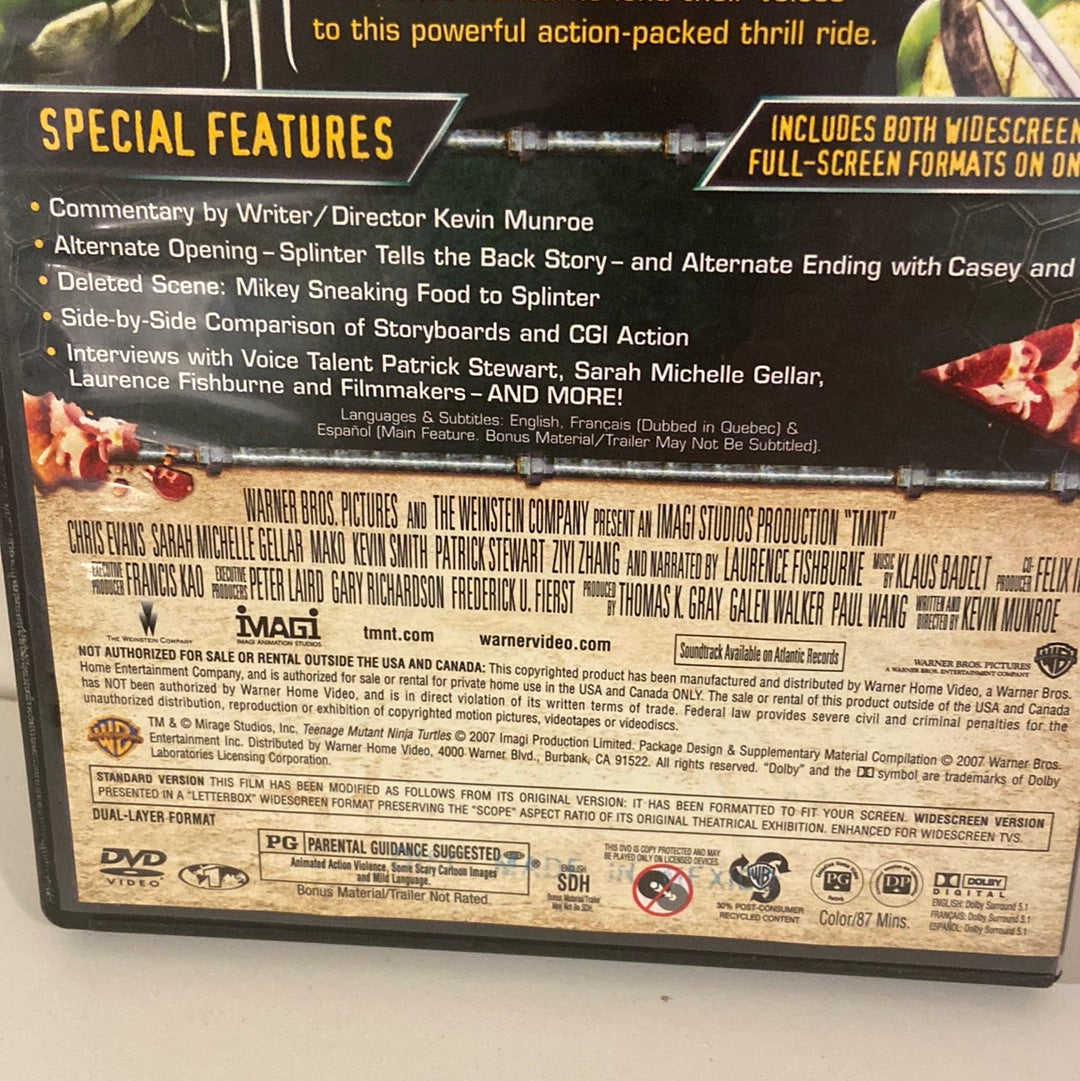 to this powerful action-packed thrill ride.
SPECIAL FEATURES
INCLUDES BOTH WIDESCREEN
FULL-SCREEN FORMATS ON
• Commentary by Writer/Director Kevin Munroe
• Alternate Opening – Splinter Tells the Back Story – and Alternate Ending with Casey and
• Deleted Scene: Mikey Sneaking Food to Splinter
• Side-by-Side Comparison of Storyboards and CGI Action
• Interviews with Voice Talent Patrick Stewart, Sarah Michelle Gellar,
Laurence Fishburne and Filmmakers – AND MORE!
Languages & Subtitles: English, Francais (Dubbed in Quebec) &
Español (Main Feature. Bonus Material/Trailer May Not Be Subtitled).
WARNER BROS. PICTURES AND THE WEINSTEIN COMPANY PRESENT AN IMAGI STUDIOS PRODUCTION "TMNT"
CHRIS EVANS SARAH MICHELLE GELLAR MAKO KEVIN SMITH PATRICK STEWART ZIYI ZHANG AND NARRATED BY LAURENCE FISHBURNE MUSIC BY KLAUS BADELT CO-PRODUCER FELIX
EXECUTIVE PRODUCER FRANCIS KAO EXECUTIVE PRODUCERS PETER LAIRD GARY RICHARDSON FREDERICK U. FIERST PRODUCED BY THOMAS K. GRAY GALEN WALKER PAUL WANG WRITTEN AND DIRECTED BY KEVIN MUNROE
THE WEINSTEIN COMPANY
iMAGi
IMAGI ANIMATION STUDIOS
tmnt.com
warnervideo.com
Soundtrack Available on Atlantic Records
WARNER BROS. PICTURES
A WARNER BROS. ENTERTAINMENT COMPANY
NOT AUTHORIZED FOR SALE OR RENTAL OUTSIDE THE USA AND CANADA: This copyrighted product has been manufactured and distributed by Warner Home Video, a Warner Bros.
Home Entertainment Company, and is authorized for sale or rental for private home use in the USA and Canada ONLY. The sale or rental of this product outside of the USA and Canada
has NOT been authorized by Warner Home Video, and is in direct violation of its written terms of trade. Federal law provides severe civil and criminal penalties for the
unauthorized distribution, reproduction or exhibition of copyrighted motion pictures, videotapes or videodiscs.
TM & © Mirage Studios, Inc. Teenage Mutant Ninja Turtles © 2007 Imagi Production Limited. Package Design & Supplementary Material Compilation © 2007 Warner Bros.
Entertainment Inc. Distributed by Warner Home Video, 4000 Warner Blvd., Burbank, CA 91522. All rights reserved. "Dolby" and the DD symbol are trademarks of Dolby
Laboratories Licensing Corporation.
STANDARD VERSION THIS FILM HAS BEEN MODIFIED AS FOLLOWS FROM ITS ORIGINAL VERSION: IT HAS BEEN FORMATTED TO FIT YOUR SCREEN. WIDESCREEN VERSION
PRESENTED IN A "LETTERBOX" WIDESCREEN FORMAT PRESERVING THE "SCOPE" ASPECT RATIO OF ITS ORIGINAL THEATRICAL EXHIBITION. ENHANCED FOR WIDESCREEN TVS.
DUAL-LAYER FORMAT
DVD
VIDEO
PG PARENTAL GUIDANCE SUGGESTED
Animated Action Violence, Some Scary Cartoon Images
and Mild Language.
Bonus Material/Trailer Not Rated.
ENGLISH
SDH
Bonus Material/Trailer
May Not Be SDH.
THIS DVD IS COPY PROTECTED AND MAY
BE PLAYED ONLY ON LICENSED DEVICES.
30% POST-CONSUMER
RECYCLED CONTENT
PG
DP
Color/87 Mins.
DOLBY
DIGITAL
ENGLISH: Dolby Surround 5.1
FRANÇAIS: Dolby Surround 5.1
ESPAÑOL: Dolby Surround 5.1